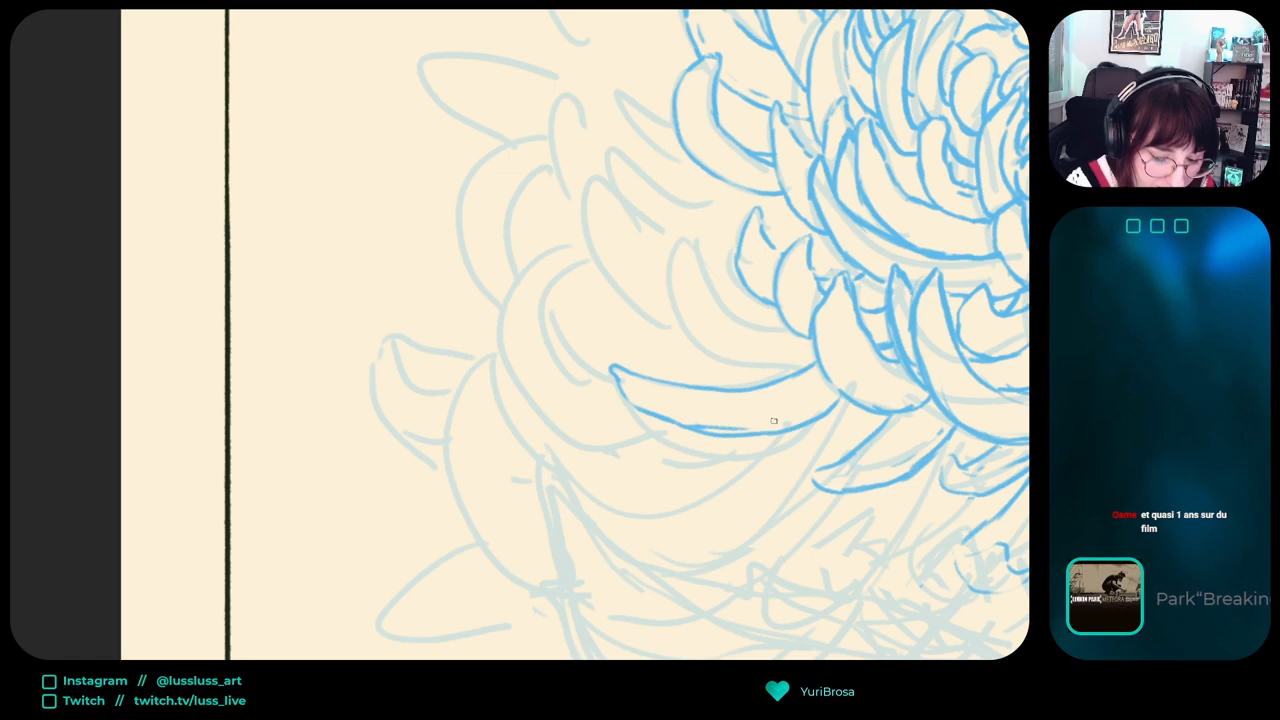 Oame et quasi 1 ans sur du
film
Park“Breakin
Instagram // @lussluss_art
Twitch // twitch.tv/luss_live
YuriBrosa